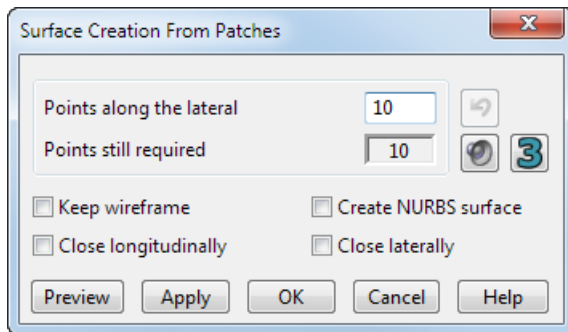 Surface Creation From Patches
Points along the lateral 10
Points still required 10 3
Keep wireframe Create NURBS surface
Close longitudinally Close laterally
Preview Apply OK Cancel Help